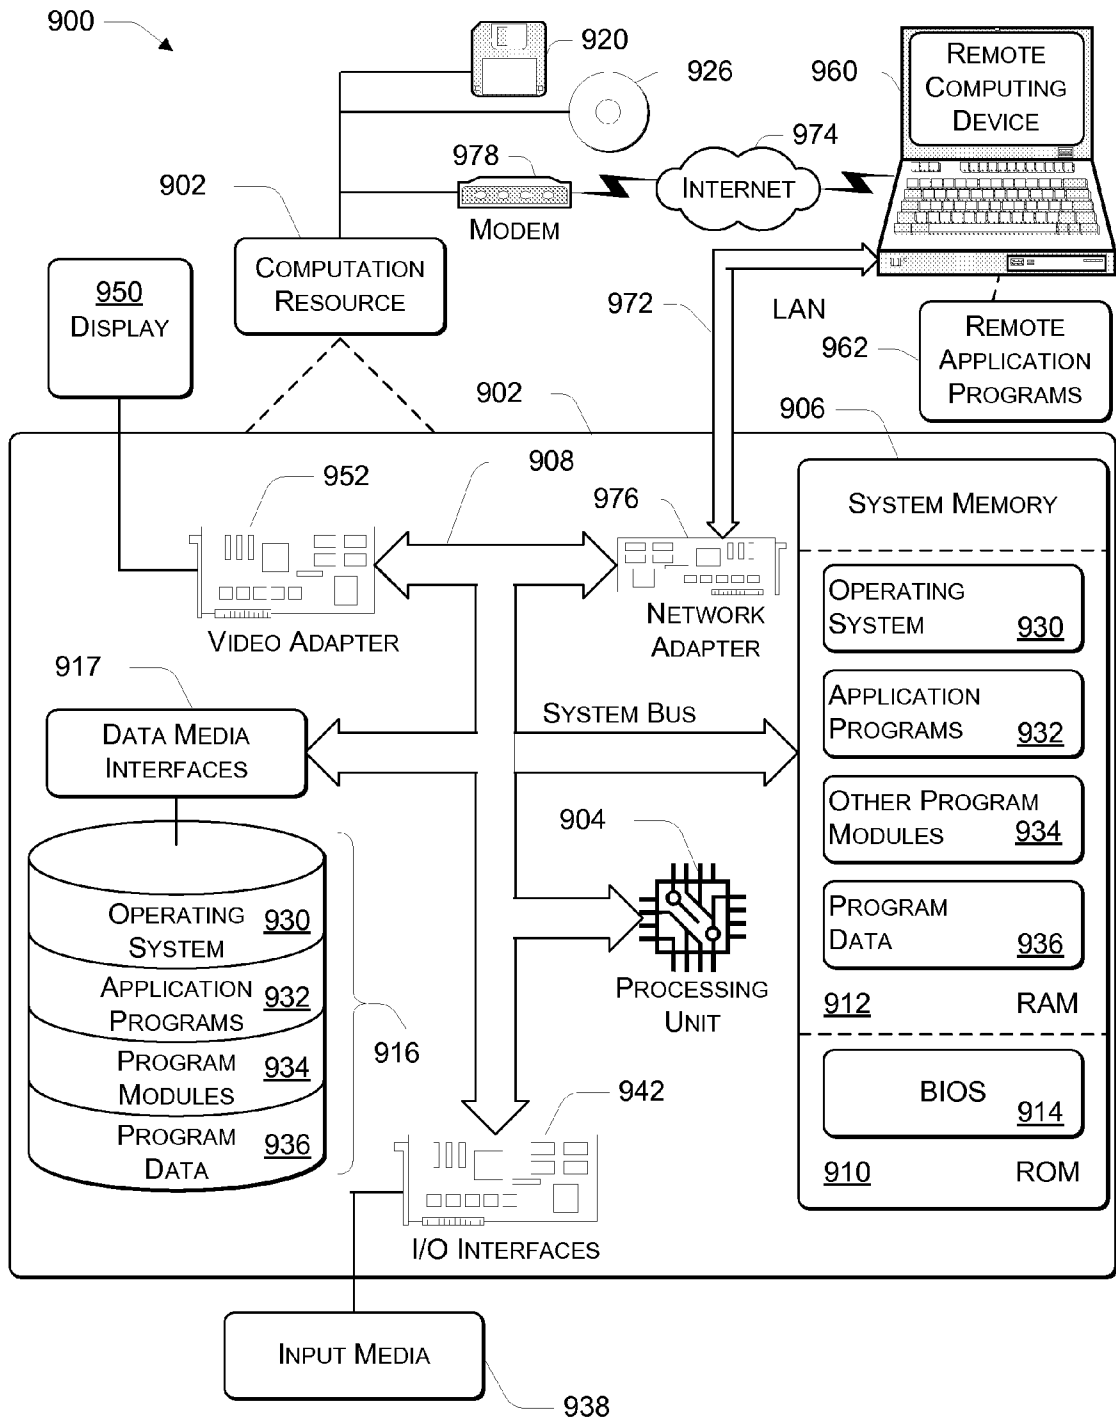 900
920
926
960
REMOTE
COMPUTING
DEVICE
974
978
902
INTERNET
MODEM
COMPUTATION
RESOURCE
950
DISPLAY
972
LAN
962
REMOTE
APPLICATION
PROGRAMS
902
906
908
952
976
SYSTEM MEMORY
OPERATING
SYSTEM
930
VIDEO ADAPTER
NETWORK
ADAPTER
917
APPLICATION
PROGRAMS
932
SYSTEM BUS
DATA MEDIA
INTERFACES
OTHER PROGRAM
MODULES
934
904
PROGRAM
DATA
936
OPERATING
SYSTEM
930
PROCESSING
UNIT
912
RAM
APPLICATION
PROGRAMS
932
916
PROGRAM
MODULES
934
942
BIOS
914
PROGRAM
DATA
936
910
ROM
I/O INTERFACES
INPUT MEDIA
938